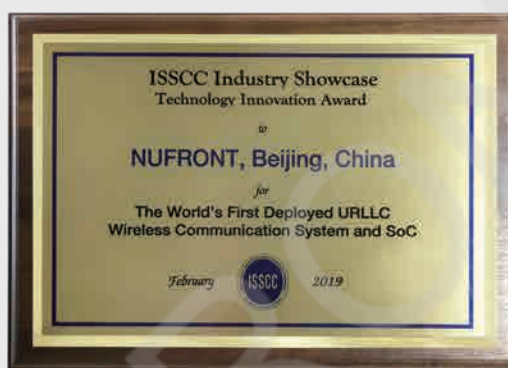 ISSCC Industry Showcase
Technology Innovation Award
to
NUFRONT, Beijing, China
for
The World's First Deployed URLLC
Wireless Communication System and SoC
February ISSCC 2019